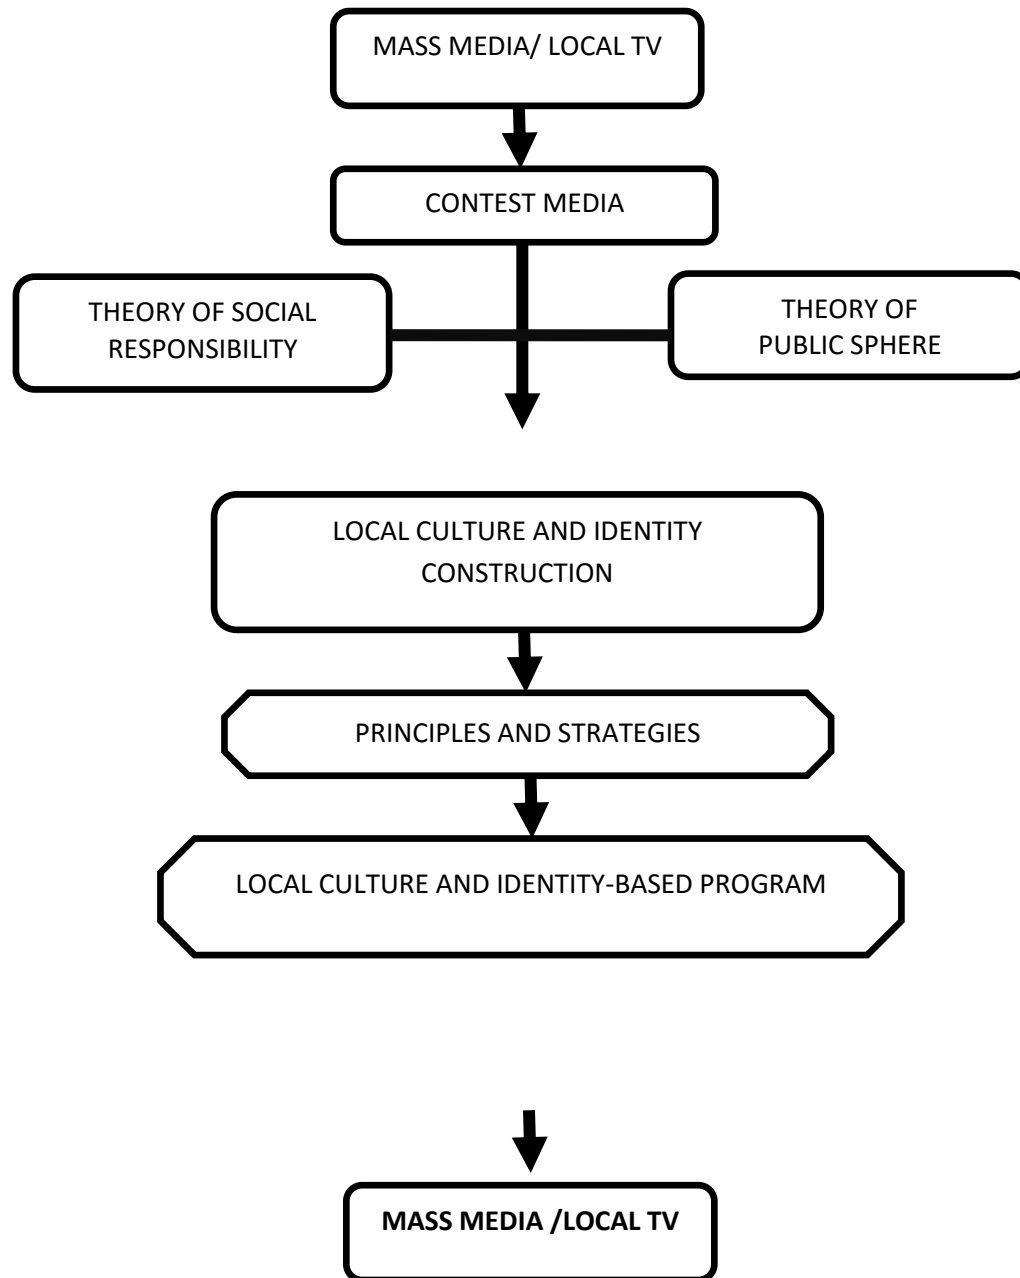 MASS MEDIA/ LOCAL TV
CONTEST MEDIA
THEORY OF SOCIAL
RESPONSIBILITY
THEORY OF
PUBLIC SPHERE
LOCAL CULTURE AND IDENTITY
CONSTRUCTION
PRINCIPLES AND STRATEGIES
LOCAL CULTURE AND IDENTITY-BASED PROGRAM
MASS MEDIA /LOCAL TV